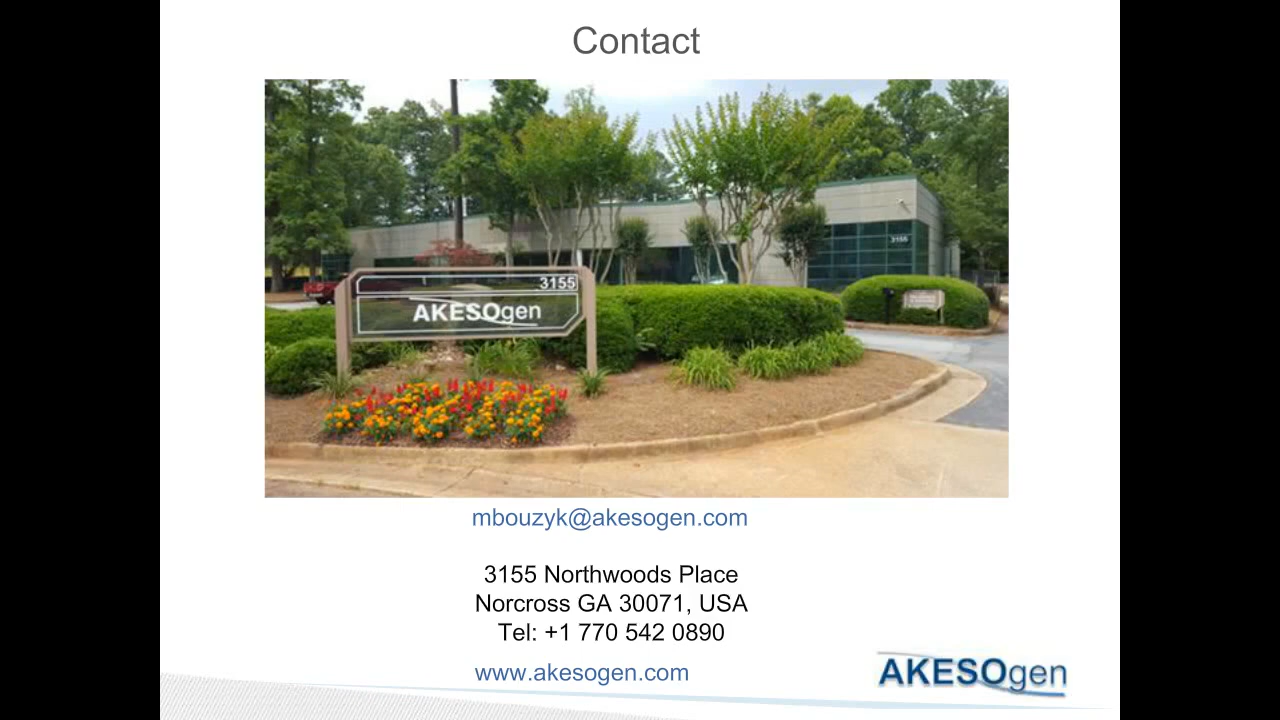 Contact
3155
3155
AKESOgen
mbouzyk@akesogen.com
3155 Northwoods Place
Norcross GA 30071, USA
Tel: +1 770 542 0890
www.akesogen.com
AKESOgen